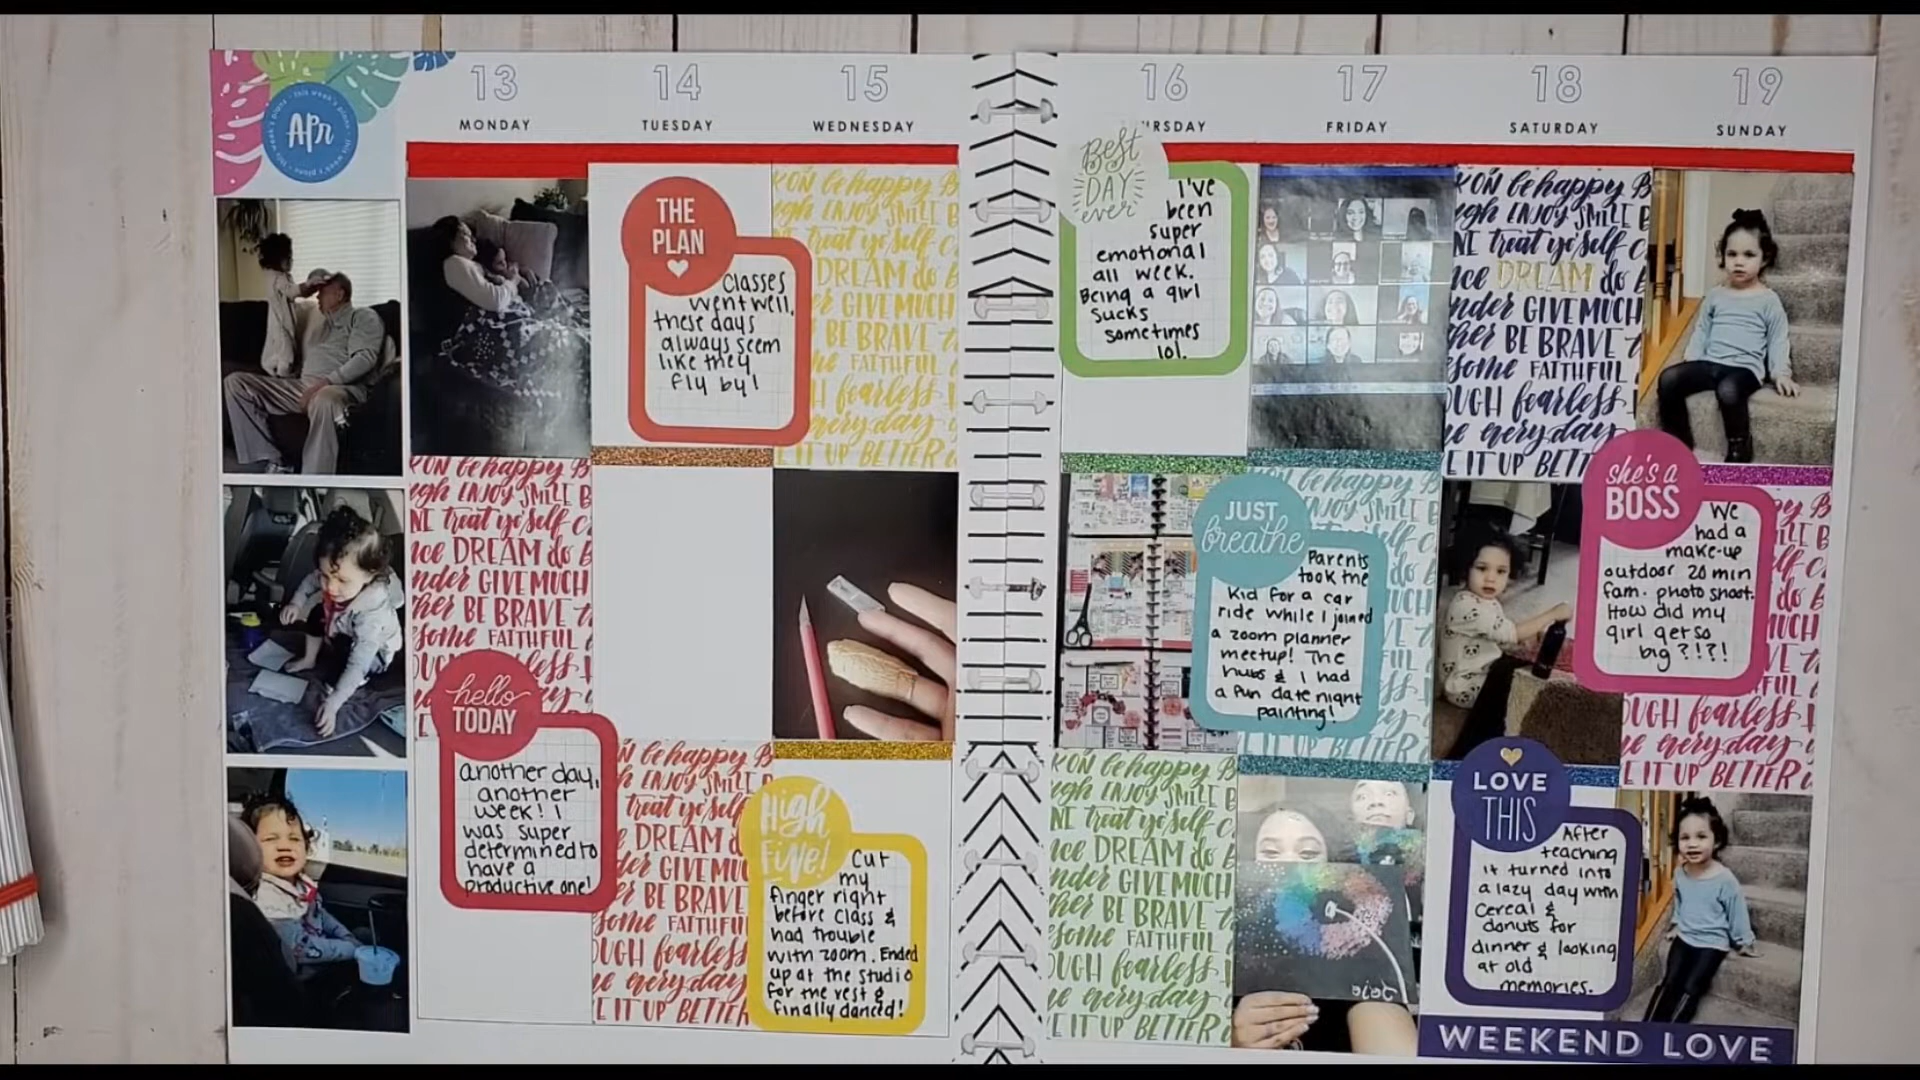 Apr
13
MONDAY
14
TUESDAY
15
WEDNESDAY
16
17
FRIDAY
18
SATURDAY
19
SUNDAY
hello
TODAY
another day,
another
week! I
was super
determined to
have a
productive one!
THE
PLAN
Classes
went well,
these days
always seem
like they
fly by!
High
FIVE!
Cut
my
finger right
before class &
had trouble
with zoom. Ended
up at the studio
for the rest &
finally danced!
Best
DAY
ever
I've
been
super
emotional
all week.
Being a girl
sucks
sometimes
lol.
JUST
breathe
Parents
took the
kid for a car
ride while I joined
a zoom planner
meetup! The
hubs & I had
a fun date night
painting!
LOVE
THIS
After
teaching
it turned into
a lazy day with
cereal &
donuts for
dinner & looking
at old
memories.
she's a
BOSS
We
had a
make-up
outdoor 20 min
fam. photo shoot.
How did my
girl get so
big?!?!
WEEKEND LOVE
be happy
ENJOY SMILE
treat yo'self
DREAM do
GIVE MUCH
BE BRAVE
FAITHFUL
fearless
everyday
IT UP BETTER